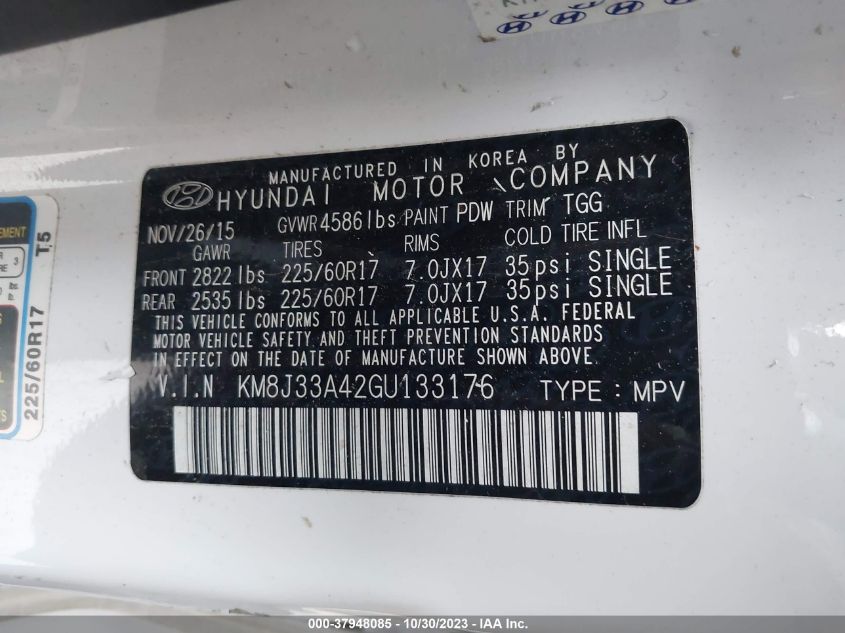 MANUFACTURED IN KOREA BY
HYUNDAI MOTOR COMPANY
NOV/26/15 GVWR 4586 lbs PAINT PDW TRIM TGG
GAWR TIRES RIMS COLD TIRE INFL
FRONT 2822 lbs 225/60R17 7.0JX17 35psi SINGLE
REAR 2535 lbs 225/60R17 7.0JX17 35psi SINGLE
THIS VEHICLE CONFORMS TO ALL APPLICABLE U.S.A. FEDERAL
MOTOR VEHICLE SAFETY AND THEFT PREVENTION STANDARDS
IN EFFECT ON THE DATE OF MANUFACTURE SHOWN ABOVE.
V.I.N KM8J33A42GU133176 TYPE : MPV
225/60R17 T5
000-37948085 - 10/30/2023 - IAA Inc.